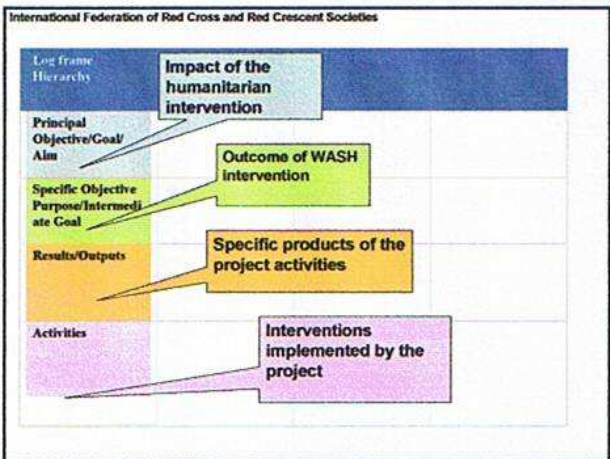 International Federation of Red Cross and Red Crescent Societies
Log frame
Hierarchy
Impact of the
humanitarian
intervention
Principal
Objective/Goal/
Aim
Outcome of WASH
intervention
Specific Objective
Purpose/Intermedi
ate Goal
Specific products of the
project activities
Results/Outputs
Interventions
implemented by the
project
Activities